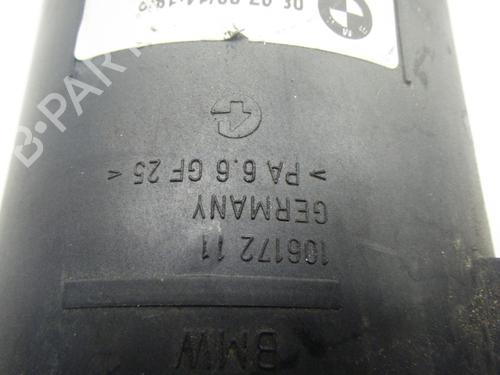 BMW
106172 11
GERMANY
> PA 6.6 GF 25 <
B-PARTS